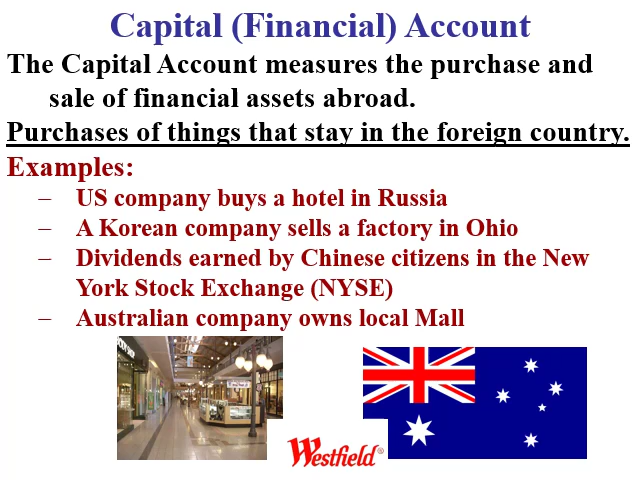 Capital (Financial) Account
The Capital Account measures the purchase and
sale of financial assets abroad.
Purchases of things that stay in the foreign country.
Examples:
– US company buys a hotel in Russia
– A Korean company sells a factory in Ohio
– Dividends earned by Chinese citizens in the New
York Stock Exchange (NYSE)
– Australian company owns local Mall
Westfield®